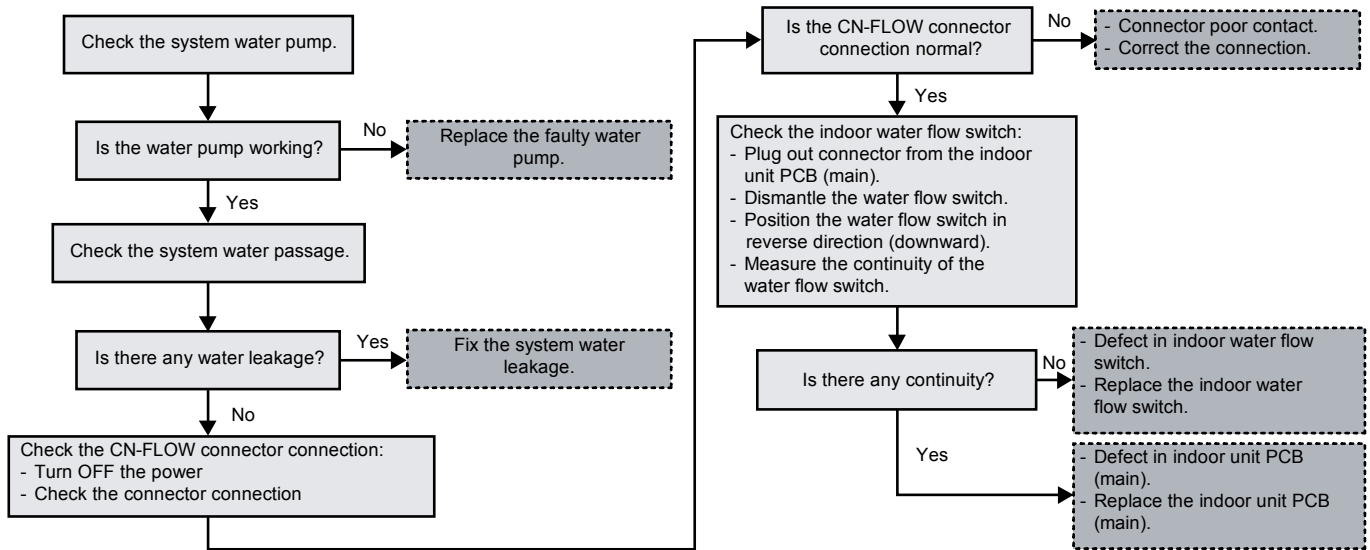 Check the system water pump.
Is the water pump working?
No
Replace the faulty water
pump.
Yes
Check the system water passage.
Is there any water leakage?
Yes
Fix the system water
leakage.
No
Check the CN-FLOW connector connection:
- Turn OFF the power
- Check the connector connection
Is the CN-FLOW connector
connection normal?
No
- Connector poor contact.
- Correct the connection.
Yes
Check the indoor water flow switch:
- Plug out connector from the indoor
unit PCB (main).
- Dismantle the water flow switch.
- Position the water flow switch in
reverse direction (downward).
- Measure the continuity of the
water flow switch.
Is there any continuity?
No
- Defect in indoor water flow
switch.
- Replace the indoor water
flow switch.
Yes
- Defect in indoor unit PCB
(main).
- Replace the indoor unit PCB
(main).